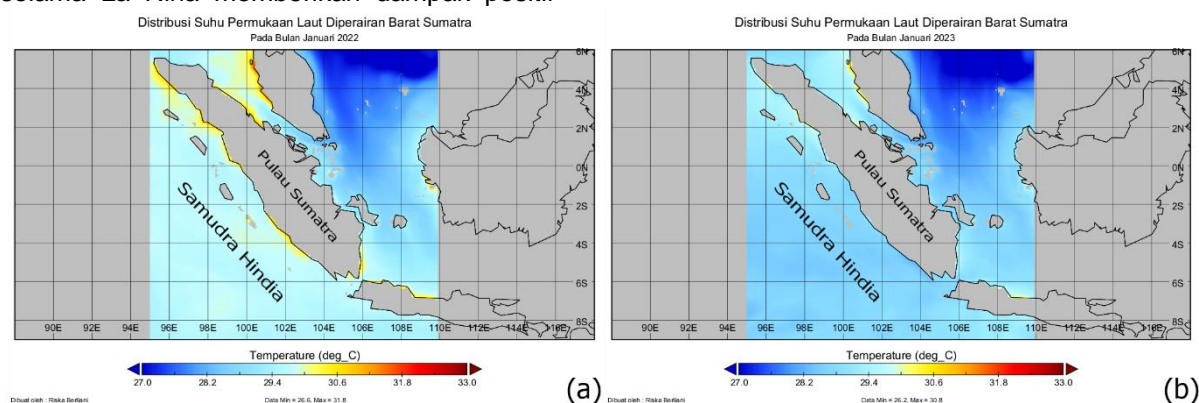 selama La Nina memberikan dampak positif
Distribusi Suhu Permukaan Laut Diperairan Barat Sumatra
Pada Bulan Januari 2022
6N
4N
2N
0N
2S
4S
6S
8S
Pulau Sumatra
Samudra Hindia
90E 92E 94E 96E 98E 100E 102E 104E 106E 108E 110E 112E 114E 116E
Temperature (deg_C)
27.0 28.2 29.4 30.6 31.8 33.0
Dibuat oleh : Riska Berliani
Data Min = 26.6, Max = 31.8
(a)
Distribusi Suhu Permukaan Laut Diperairan Barat Sumatra
Pada Bulan Januari 2023
6N
4N
2N
0N
2S
4S
6S
8S
Pulau Sumatra
Samudra Hindia
90E 92E 94E 96E 98E 100E 102E 104E 106E 108E 110E 112E 114E 116E
Temperature (deg_C)
27.0 28.2 29.4 30.6 31.8 33.0
Dibuat oleh : Riska Berliani
Data Min = 26.2, Max = 30.8
(b)